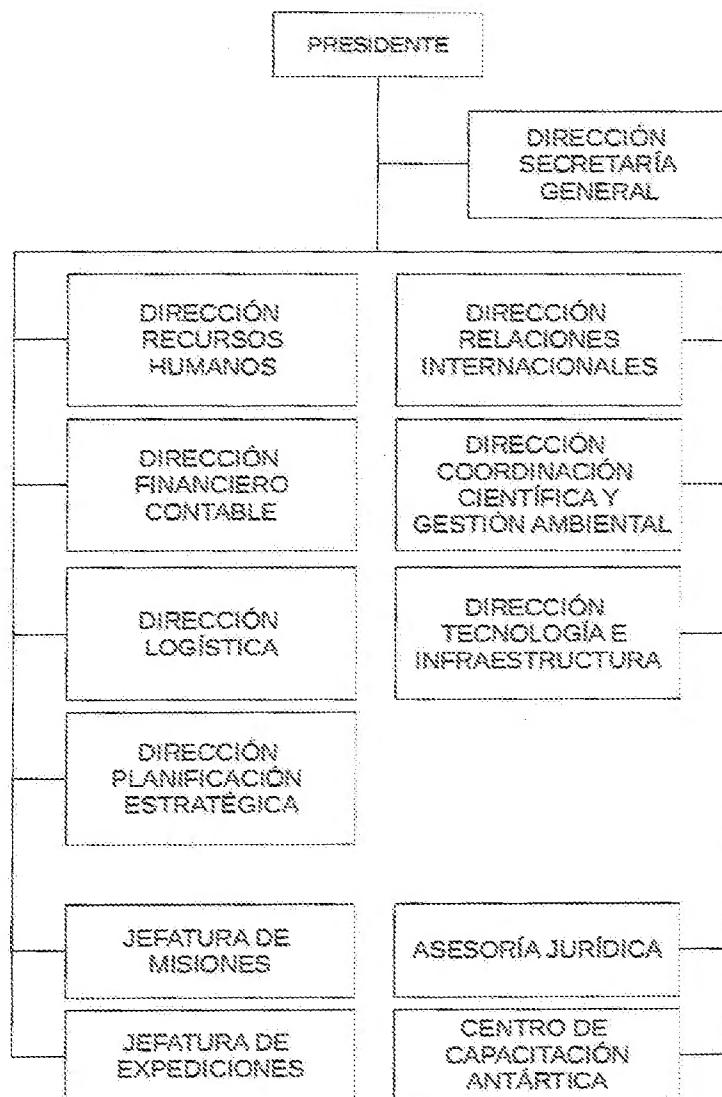 PRESIDENTE
DIRECCIÓN
SECRETARÍA
GENERAL
DIRECCIÓN
RECURSOS
HUMANOS
DIRECCIÓN
RELACIONES
INTERNACIONALES
DIRECCIÓN
FINANCIERO
CONTABLE
DIRECCIÓN
COORDINACIÓN
CIENTÍFICA Y
GESTIÓN AMBIENTAL
DIRECCIÓN
LOGÍSTICA
DIRECCIÓN
TECNOLOGÍA E
INFRAESTRUCTURA
DIRECCIÓN
PLANIFICACIÓN
ESTRATÉGICA
JEFATURA DE
MISIONES
ASESORÍA JURÍDICA
JEFATURA DE
EXPEDICIONES
CENTRO DE
CAPACITACIÓN
ANTÁRTICA